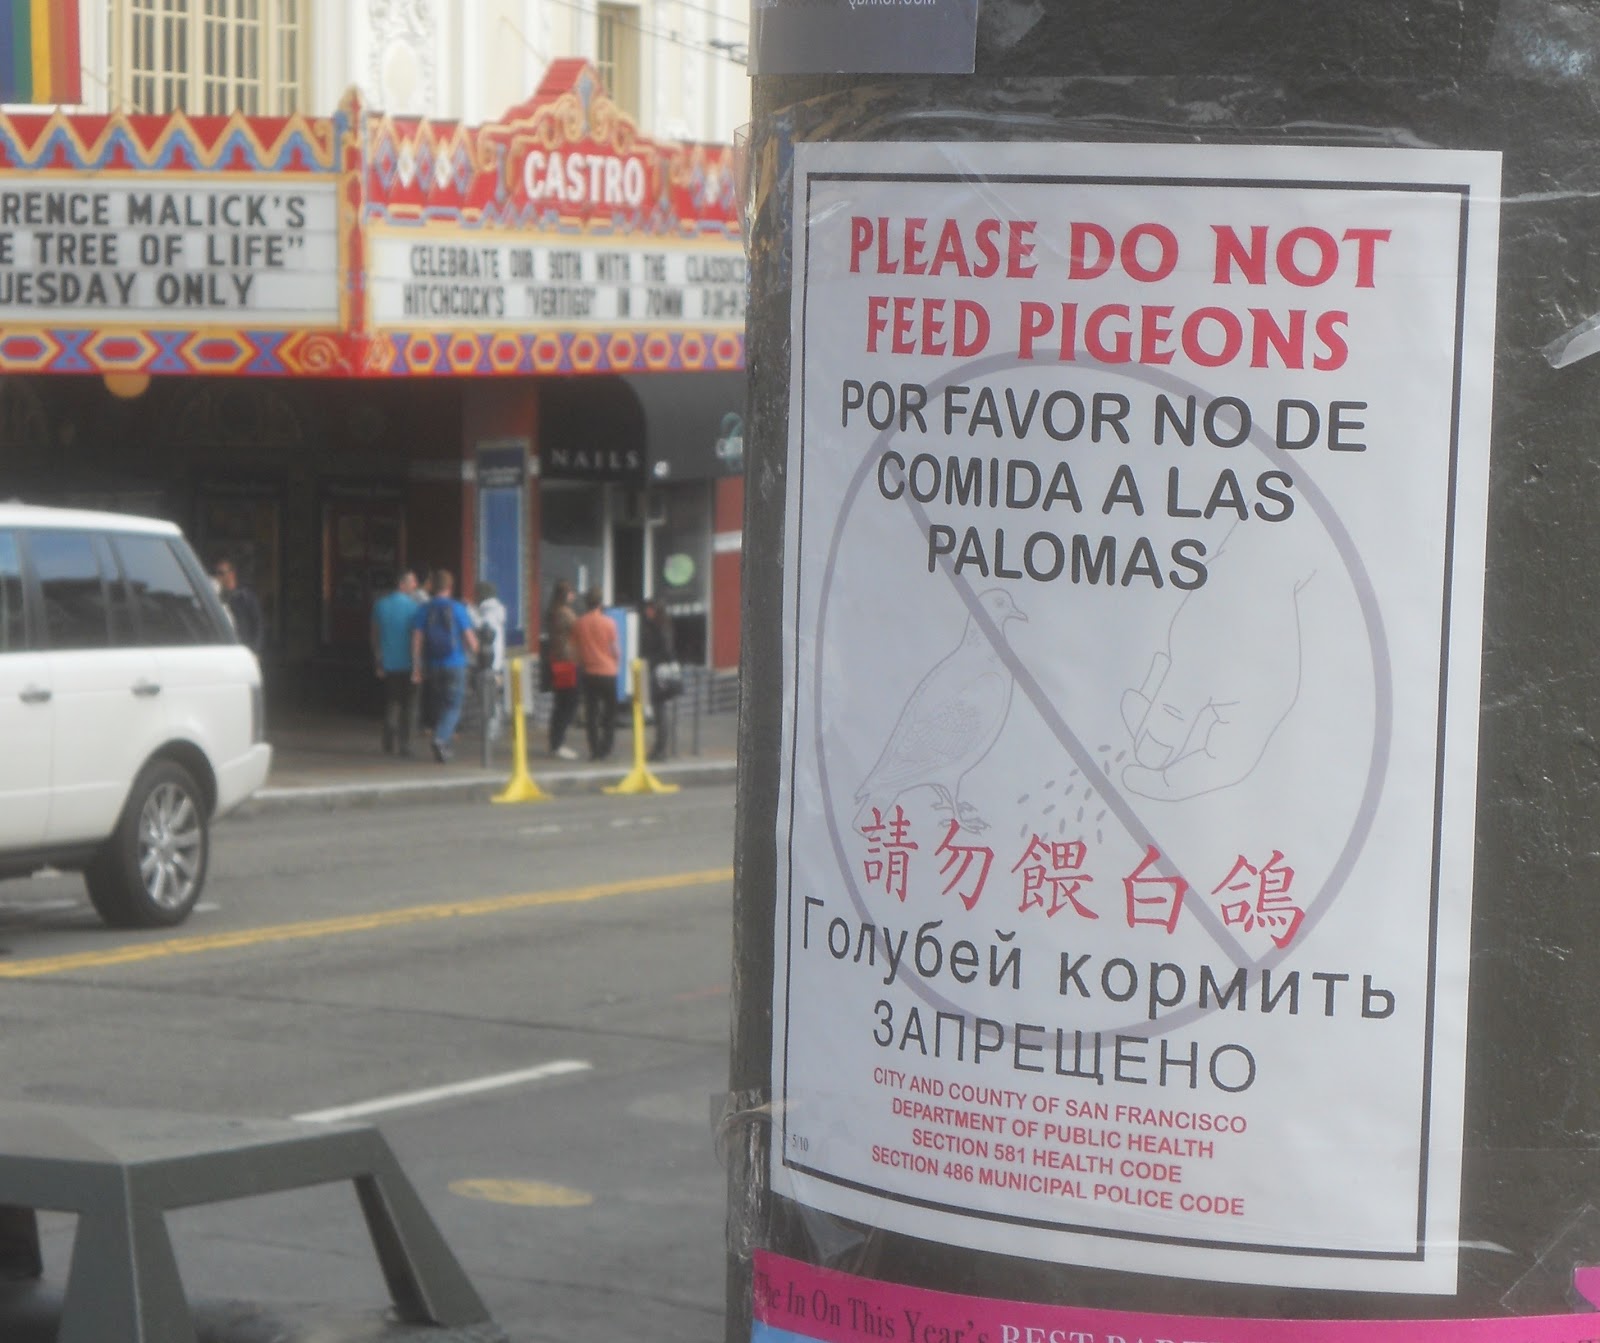 RENCE MALICK'S
E TREE OF LIFE"
UESDAY ONLY
CASTRO
CELEBRATE OUR 90TH WITH THE CLASSICS
HITCHCOCK'S "VERTIGO" IN 70MM
NAILS
PLEASE DO NOT
FEED PIGEONS
POR FAVOR NO DE
COMIDA A LAS
PALOMAS
請勿餵白鴿
Голубей кормить
ЗАПРЕЩЕНО
CITY AND COUNTY OF SAN FRANCISCO
DEPARTMENT OF PUBLIC HEALTH
SECTION 581 HEALTH CODE
SECTION 486 MUNICIPAL POLICE CODE
5/10
In On This Year's BEST